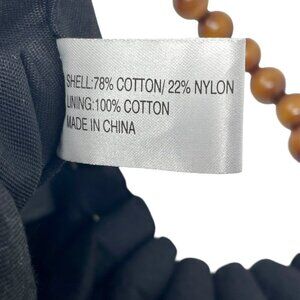 SHELL:78% COTTON/ 22% NYLON
LINING:100% COTTON
MADE IN CHINA